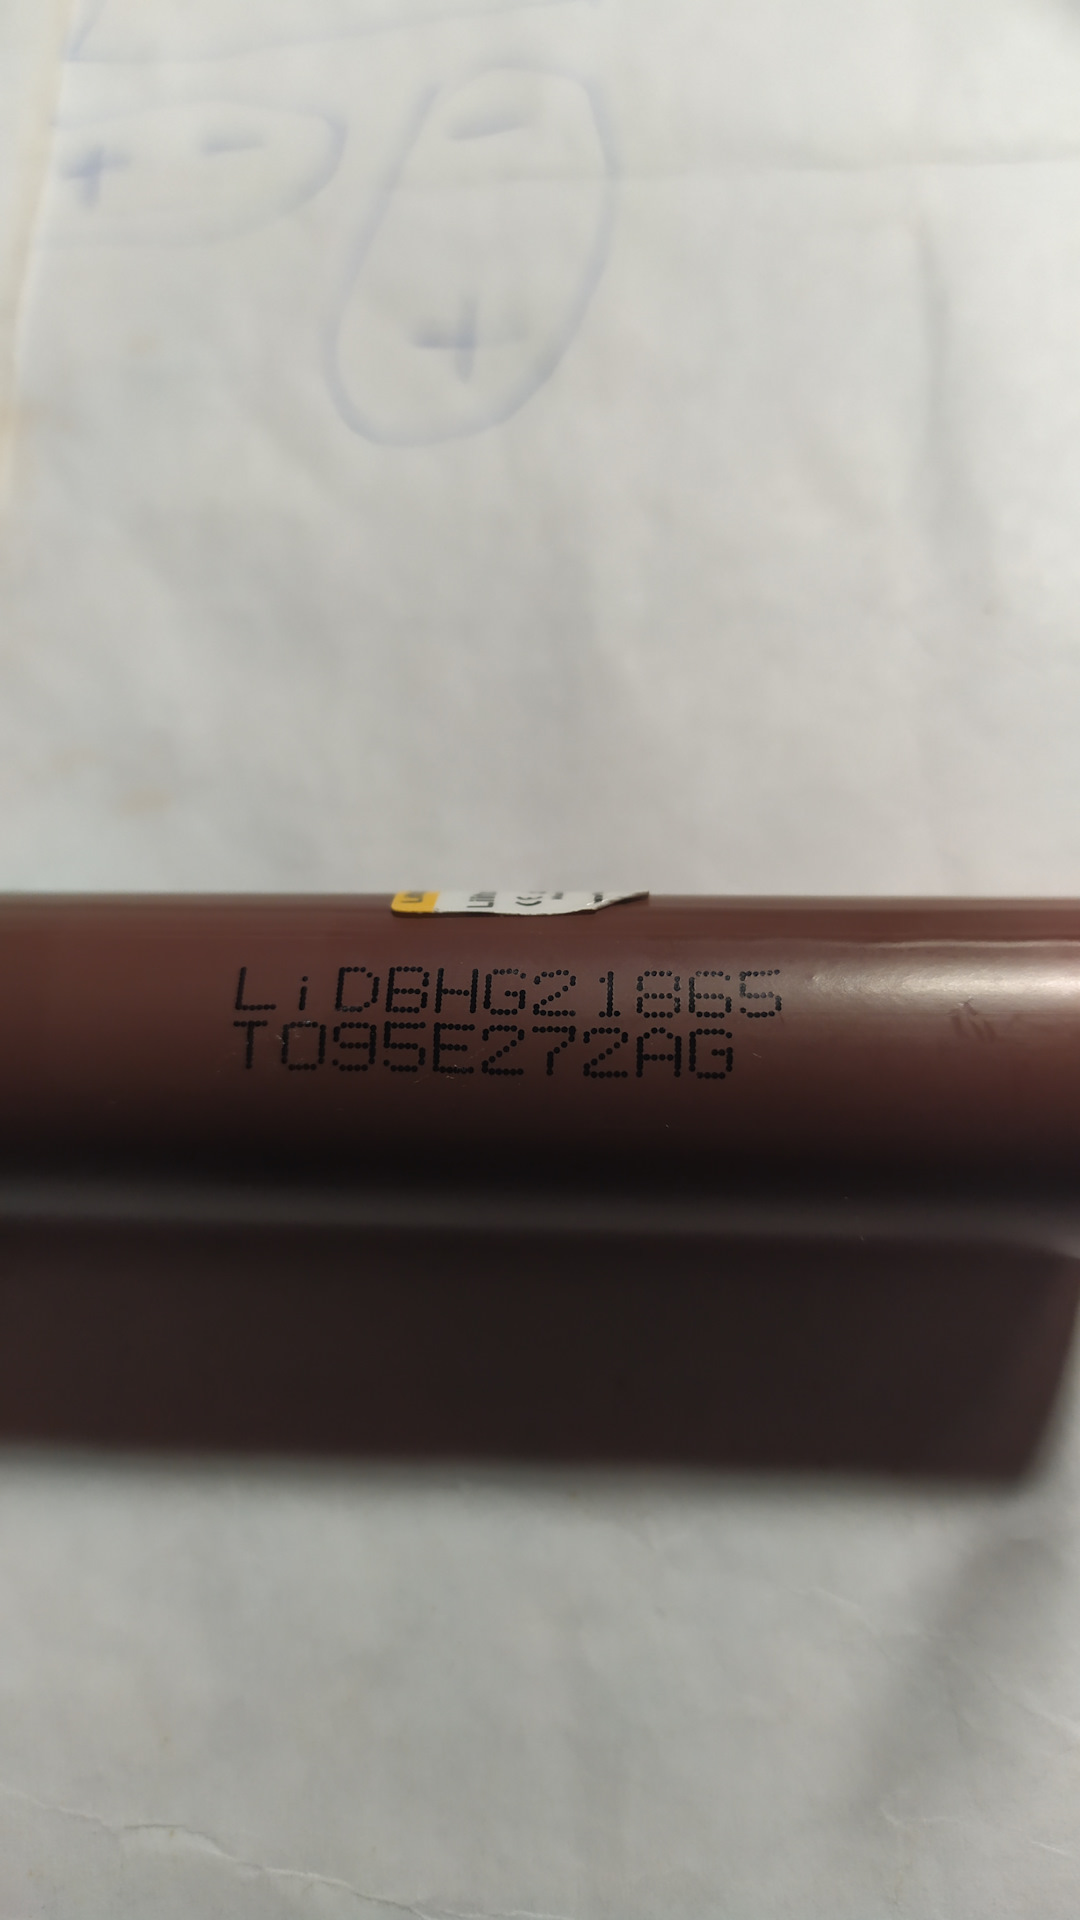 + -
-
+
LiDBHG21865
T095E272AG